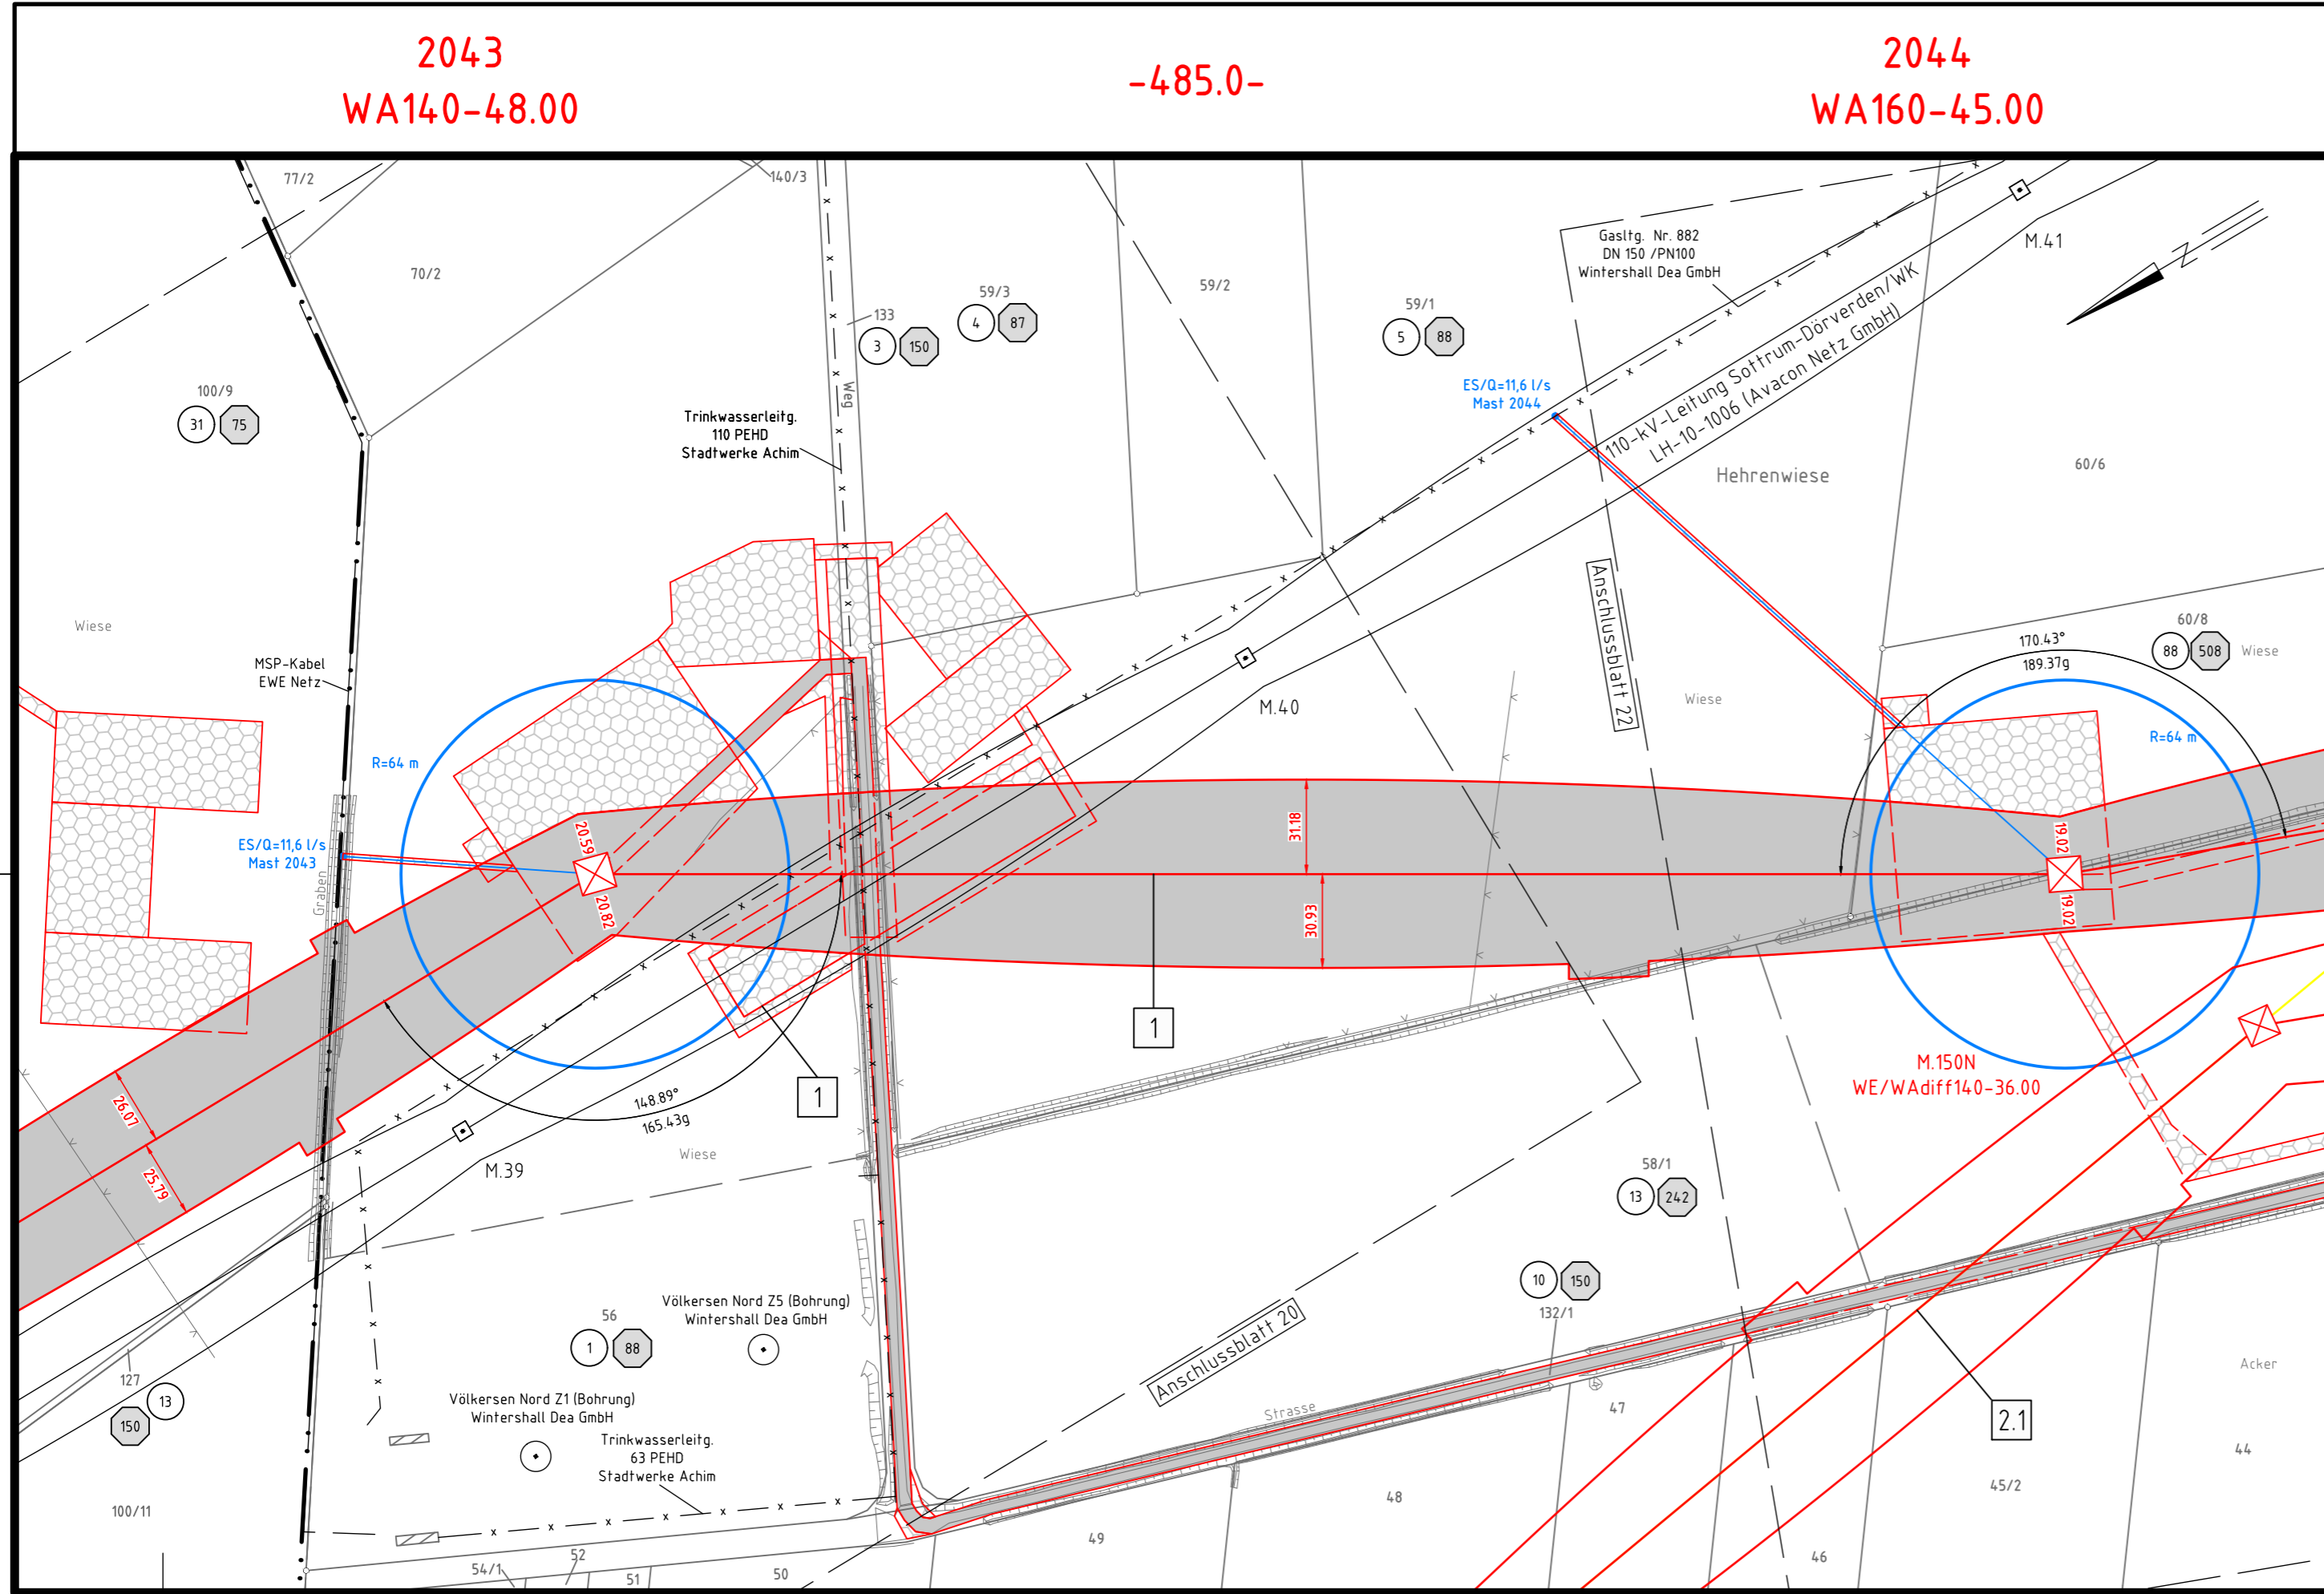 2043
WA140-48.00
-485.0-
2044
WA160-45.00
77/2
140/3
70/2
133
3
150
59/3
4
87
59/2
59/1
5
88
Gasltg. Nr. 882
DN 150 /PN100
Wintershall Dea GmbH
M.41
N
110-kV-Leitung Sottrum-Dörverden/WK
LH-10-1006 (Avacon Netz GmbH)
100/9
31
75
Weg
Trinkwasserleitg.
110 PEHD
Stadtwerke Achim
ES/Q=11,6 l/s
Mast 2044
Hehrenwiese
60/6
Anschlussblatt 22
Wiese
MSP-Kabel
EWE Netz
R=64 m
M.40
Wiese
170.43°
189.37g
60/8
88
508
Wiese
R=64 m
ES/Q=11,6 l/s
Mast 2043
Graben
20.59
20.82
31.18
30.93
19.02
19.02
1
1
M.150N
WE/WAdiff140-36.00
26.07
25.79
148.89°
165.43g
M.39
Wiese
58/1
13
242
10
150
132/1
56
1
88
Völkersen Nord Z5 (Bohrung)
Wintershall Dea GmbH
Anschlussblatt 20
127
13
150
Völkersen Nord Z1 (Bohrung)
Wintershall Dea GmbH
Trinkwasserleitg.
63 PEHD
Stadtwerke Achim
Strasse
47
2.1
Acker
44
45/2
100/11
48
49
46
54/1
52
51
50